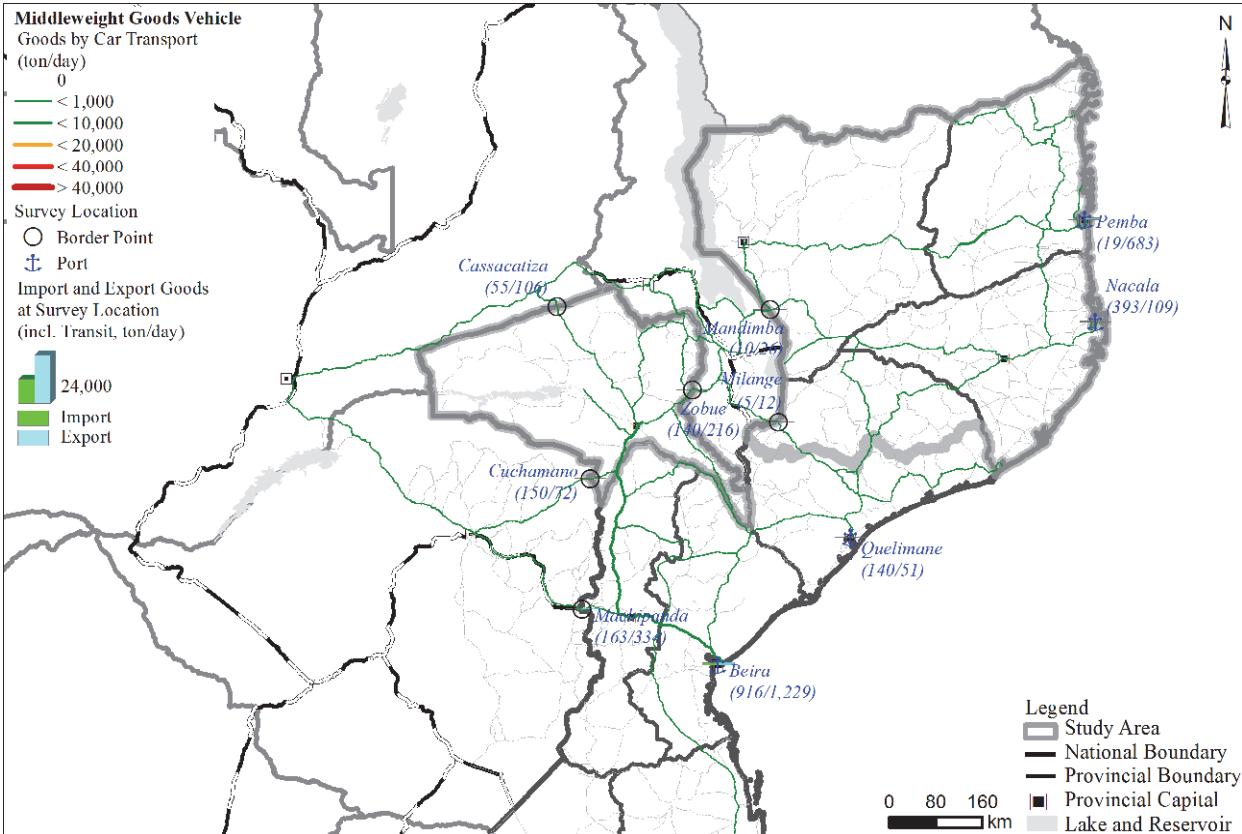 Middleweight Goods Vehicle
Goods by Car Transport
(ton/day)
0
< 1,000
< 10,000
< 20,000
< 40,000
> 40,000
Survey Location
Border Point
Port
Import and Export Goods
at Survey Location
(incl. Transit, ton/day)
24,000
Import
Export
N
Pemba
(19/683)
Cassacatiza
(55/106)
Nacala
(393/109)
Mandimba
(10/26)
Milange
(5/12)
Zobue
(140/216)
Cuchamano
(150/72)
Quelimane
(140/51)
Machipanda
(163/334)
Beira
(916/1,229)
Legend
Study Area
National Boundary
Provincial Boundary
Provincial Capital
Lake and Reservoir
0 80 160
km